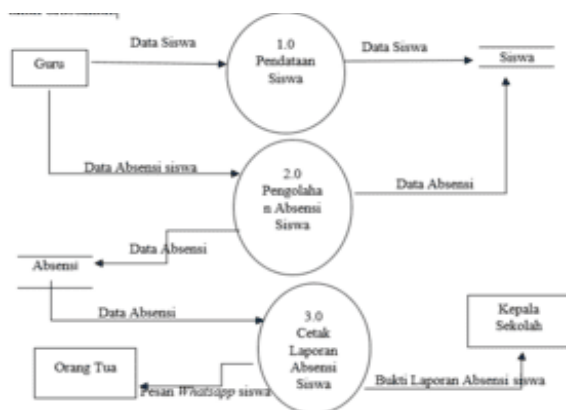 Data Siswa
1.0
Pendataan
Siswa
Data Siswa
Guru
Siswa
Data Absensi siswa
2.0
Pengolaha
n Absensi
Siswa
Data Absensi
Data Absensi
Absensi
Data Absensi
3.0
Cetak
Laporan
Absensi
Siswa
Kepala
Sekolah
Orang Tua
Pesan Whatsapp siswa
Bukti Laporan Absensi siswa